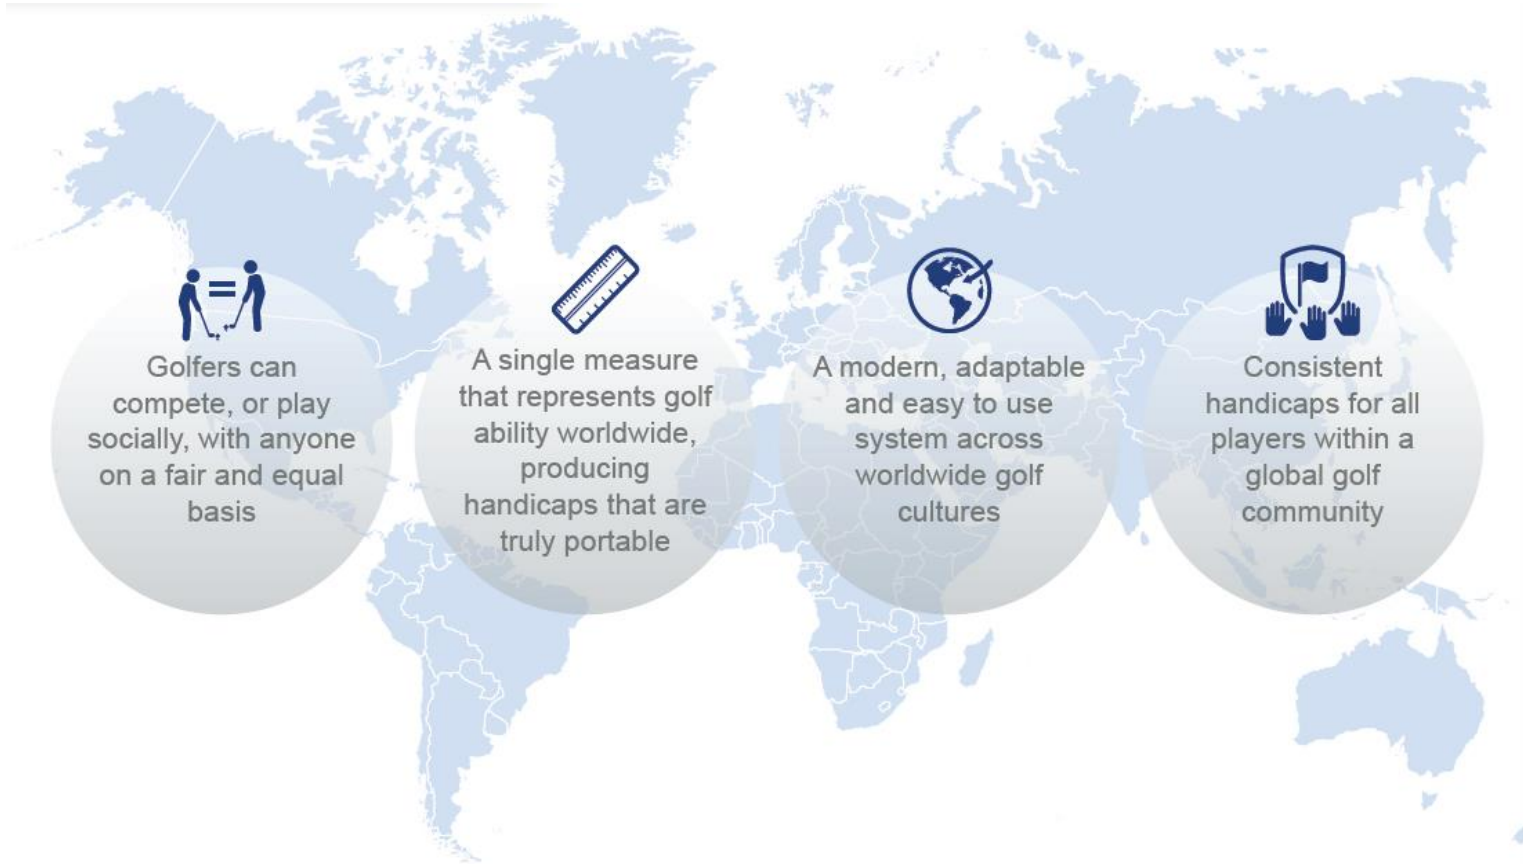 Golfers can
compete, or play
socially, with anyone
on a fair and equal
basis
A single measure
that represents golf
ability worldwide,
producing
handicaps that are
truly portable
A modern, adaptable
and easy to use
system across
worldwide golf
cultures
Consistent
handicaps for all
players within a
global golf
community